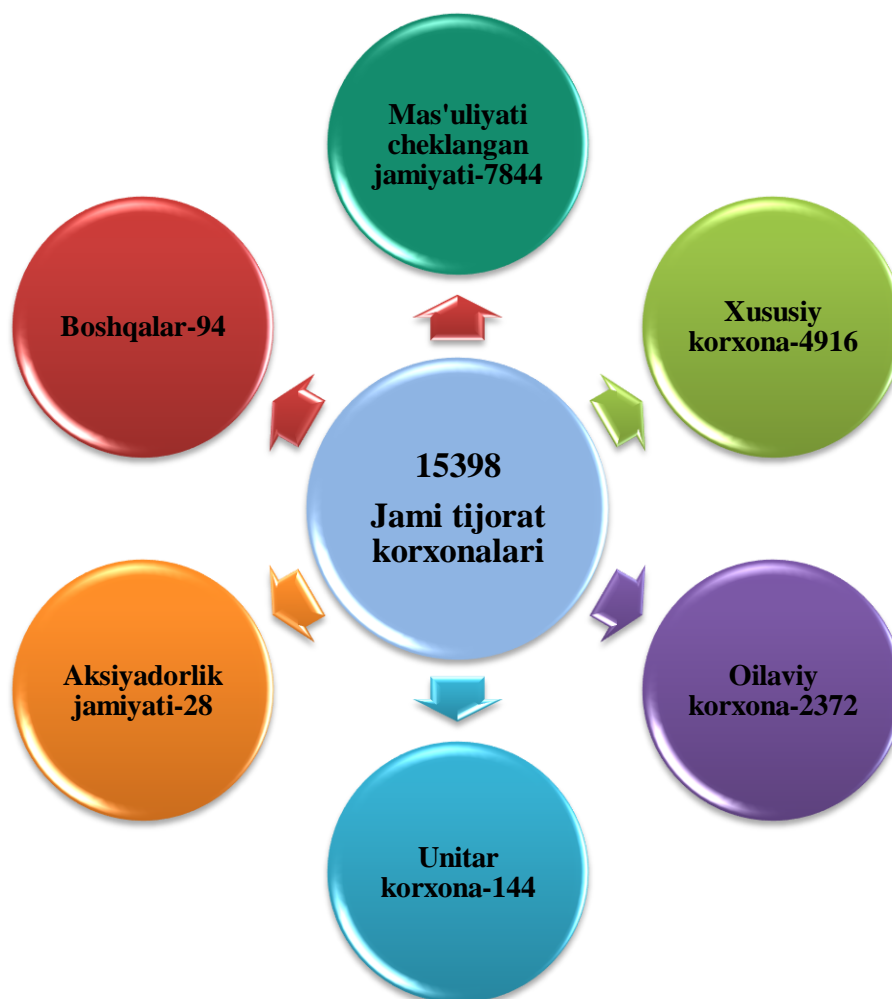 Mas'uliyati
cheklangan
jamiyati-7844
Boshqalar-94
Xususiy
korxona-4916
15398
Jami tijorat
korxonalari
Aksiyadorlik
jamiyati-28
Oilaviy
korxona-2372
Unitar
korxona-144